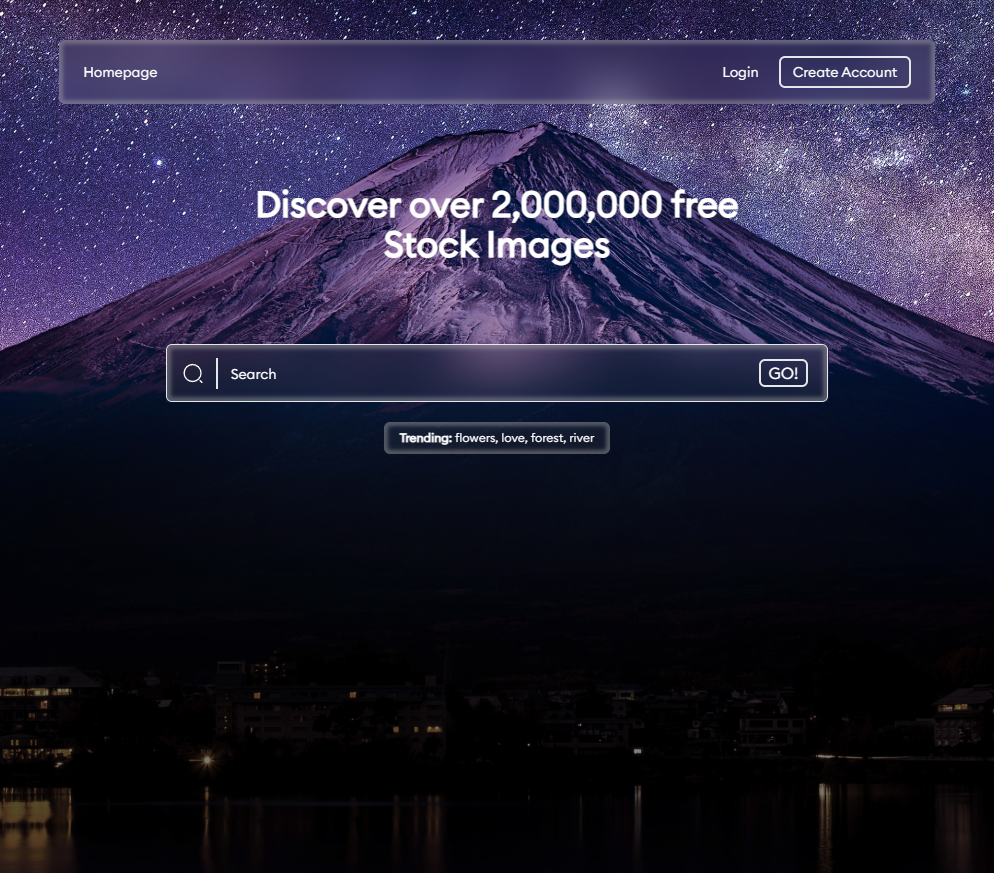 Homepage
Login
Create Account
Discover over 2,000,000 free
Stock Images
Search
GO!
Trending: flowers, love, forest, river